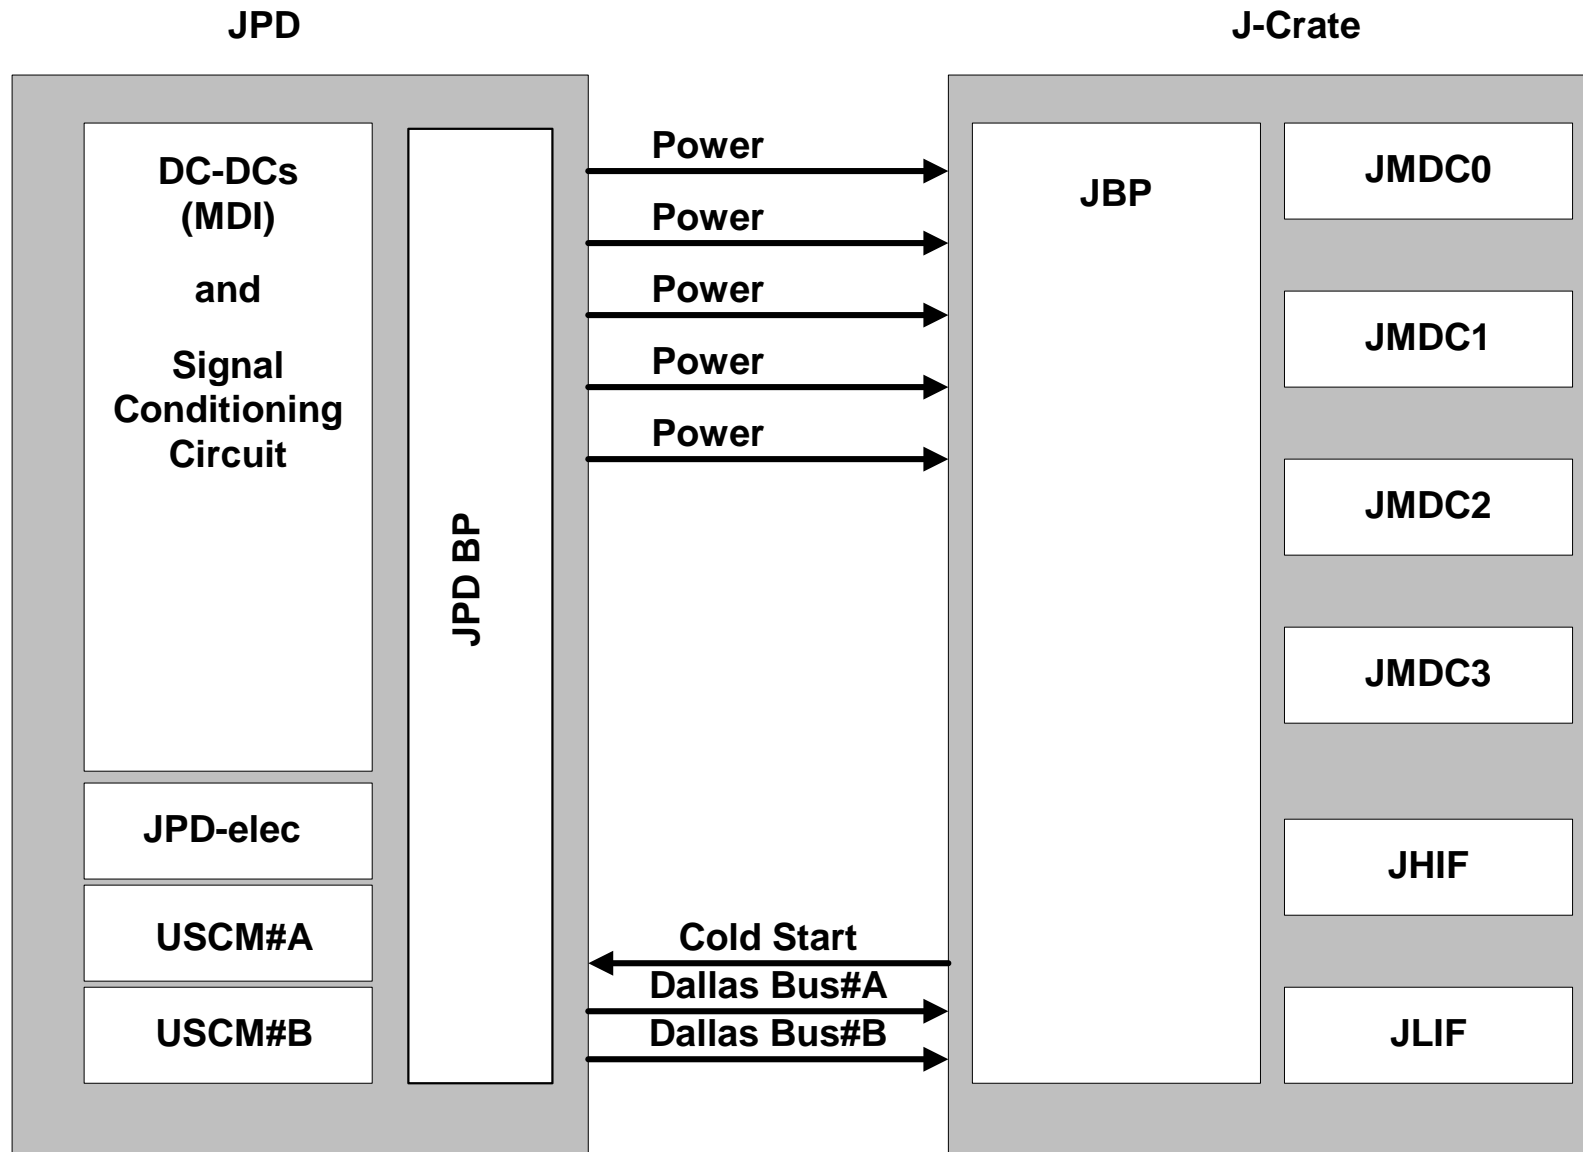 JPD
J-Crate
DC-DCs
(MDI)
and
Signal
Conditioning
Circuit
JPD-elec
USCM#A
USCM#B
JPD BP
Power
Power
Power
Power
Power
Cold Start
Dallas Bus#A
Dallas Bus#B
JBP
JMDC0
JMDC1
JMDC2
JMDC3
JHIF
JLIF